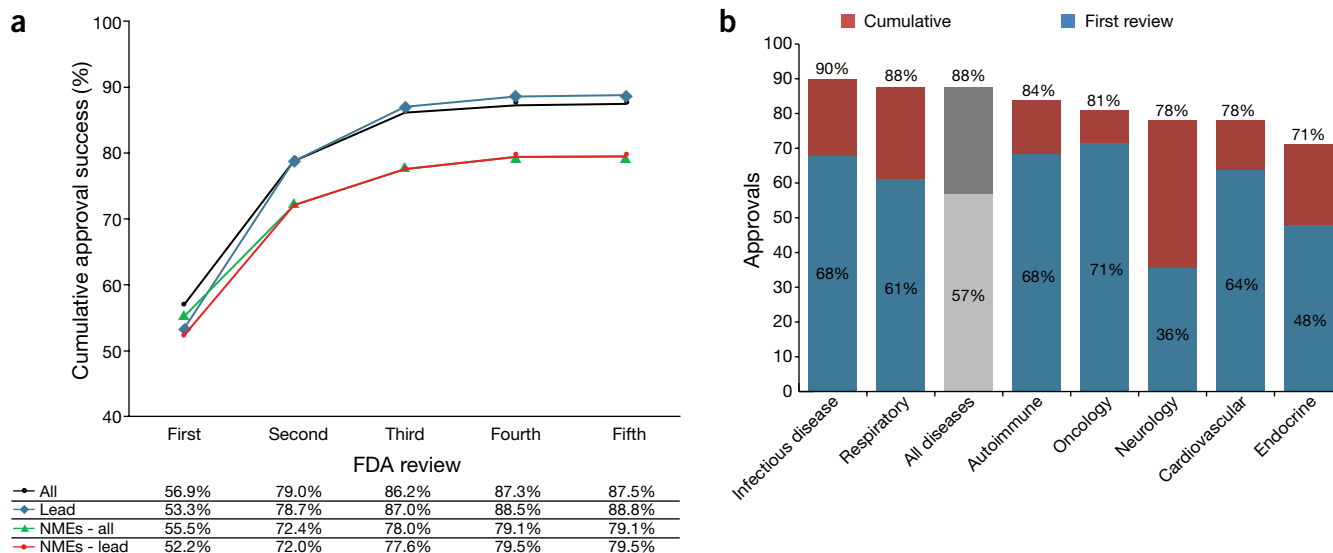 a
Cumulative approval success (%)
100
90
80
70
60
50
40
First Second Third Fourth Fifth
FDA review
All 56.9% 79.0% 86.2% 87.3% 87.5%
Lead 53.3% 78.7% 87.0% 88.5% 88.8%
NMEs - all 55.5% 72.4% 78.0% 79.1% 79.1%
NMEs - lead 52.2% 72.0% 77.6% 79.5% 79.5%
b
Cumulative First review
Approvals
100
90
80
70
60
50
40
30
20
10
0
90% 88% 88% 84% 81% 78% 78% 71%
68% 61% 57% 68% 71% 36% 64% 48%
Infectious disease
Respiratory
All diseases
Autoimmune
Oncology
Neurology
Cardiovascular
Endocrine